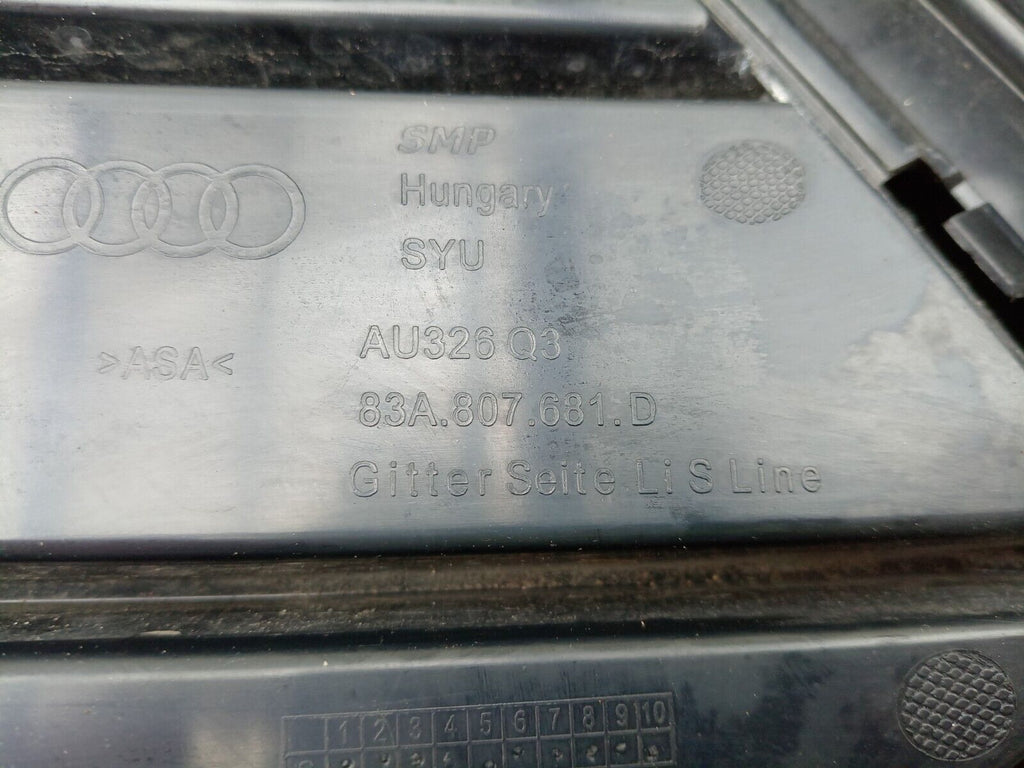 SMP
Hungary
SYU
>ASA<
AU326 Q3
83A.807.681.D
Gitter Seite Li S Line
1 2 3 4 5 6 7 8 9 10